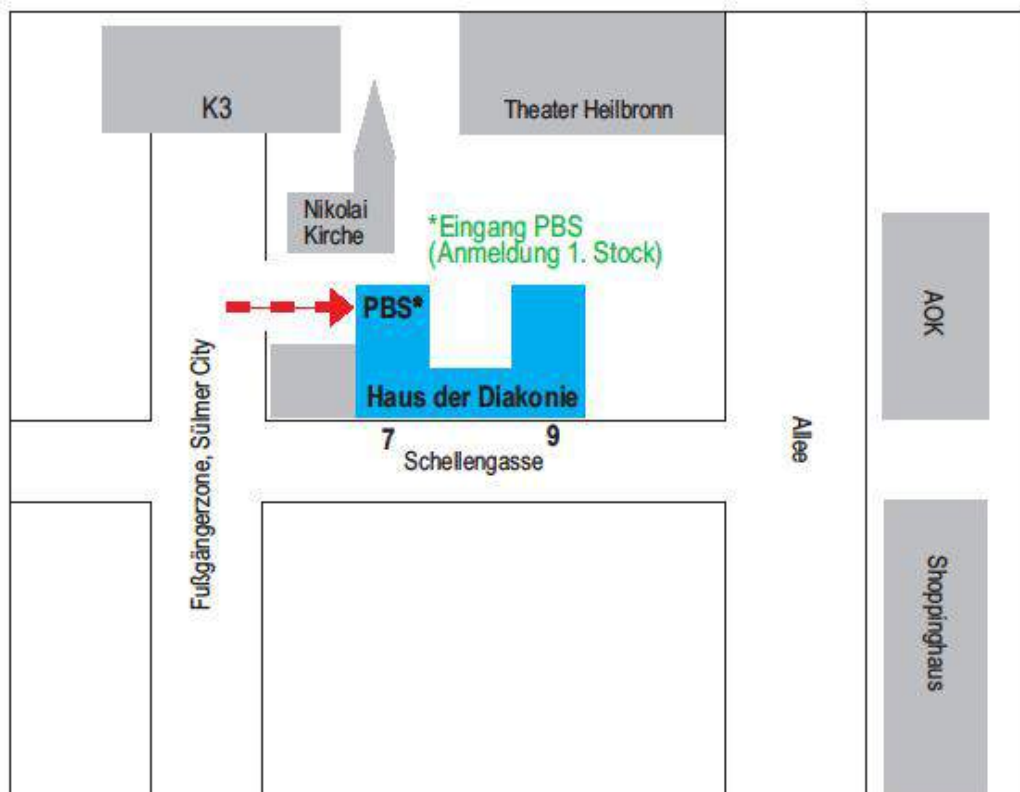 K3
Theater Heilbronn
Nikolai
Kirche
*Eingang PBS
(Anmeldung 1. Stock)
PBS*
AOK
Haus der Diakonie
7
9
Schellengasse
Allee
Fußgängerzone, Sülmer City
Shoppinghaus